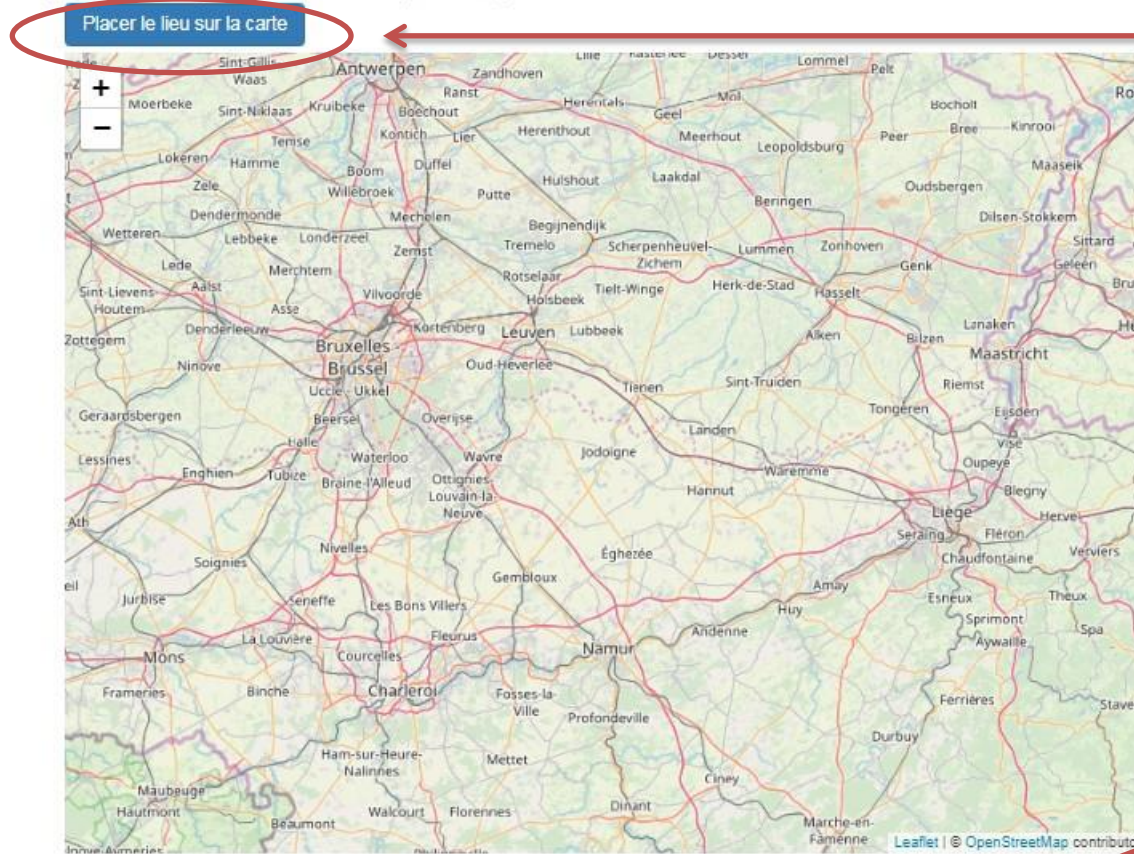 Placer le lieu sur la carte
Sint-Gillis-
Waas
Antwerpen
Zandhoven
Lille
Kasterlee
Dessel
Lommel
Pelt
+
Moerbeke
Sint-Niklaas
Kruibeke
Boechout
Ranst
Herentals
Geel
Mol
Bocholt
−
Temse
Kontich
Lier
Herenthout
Meerhout
Leopoldsburg
Peer
Bree
Kinrooi
Lokeren
Hamme
Boom
Duffel
Hulshout
Laakdal
Maaseik
Zele
Willebroek
Putte
Beringen
Oudsbergen
Dendermonde
Mechelen
Begijnendijk
Dilsen-Stokkem
Wetteren
Lebbeke
Londerzeel
Zemst
Tremelo
Scherpenheuvel-
Zichem
Lummen
Zonhoven
Sittard
Lede
Merchtem
Rotselaar
Genk
Geleen
Sint-Lievens-
Houtem
Aalst
Asse
Vilvoorde
Holsbeek
Tielt-Winge
Herk-de-Stad
Hasselt
Zottegem
Denderleeuw
Kortenberg
Leuven
Lubbeek
Alken
Bilzen
Lanaken
Bruxelles -
Brussel
Oud-Heverlee
Maastricht
Ninove
Uccle - Ukkel
Tienen
Sint-Truiden
Riemst
Geraardsbergen
Beersel
Overijse
Landen
Tongeren
Eijsden
Lessines
Halle
Waterloo
Wavre
Jodoigne
Visé
Enghien
Tubize
Braine-l'Alleud
Ottignies-
Louvain-la-
Neuve
Waremme
Oupeye
Hannut
Blegny
Ath
Liège
Herve
Soignies
Nivelles
Éghezée
Seraing
Fléron
Chaudfontaine
Verviers
Gembloux
Jurbise
Seneffe
Les Bons Villers
Amay
Huy
Esneux
Theux
Sprimont
La Louvière
Fleurus
Andenne
Aywaille
Spa
Mons
Courcelles
Namur
Frameries
Binche
Charleroi
Fosses-la-
Ville
Profondeville
Ferrières
Durbuy
Ham-sur-Heure-
Nalinnes
Mettet
Maubeuge
Ciney
Hautmont
Beaumont
Walcourt
Florennes
Dinant
Marche-en-
Famenne
Leaflet | © OpenStreetMap